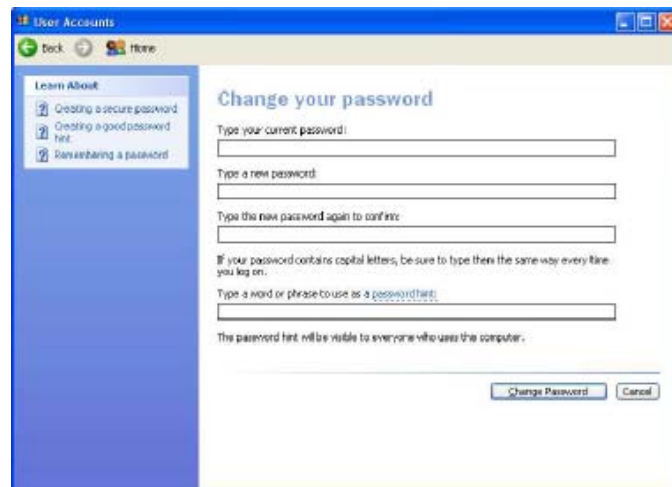 User Accounts
Back Home
Learn About
Creating a secure password
Creating a good password
hint
Remembering a password
Change your password
Type your current password:
Type a new password:
Type the new password again to confirm:
If your password contains capital letters, be sure to type them the same way every time
you log on.
Type a word or phrase to use as a password hint:
The password hint will be visible to everyone who uses this computer.
Change Password Cancel